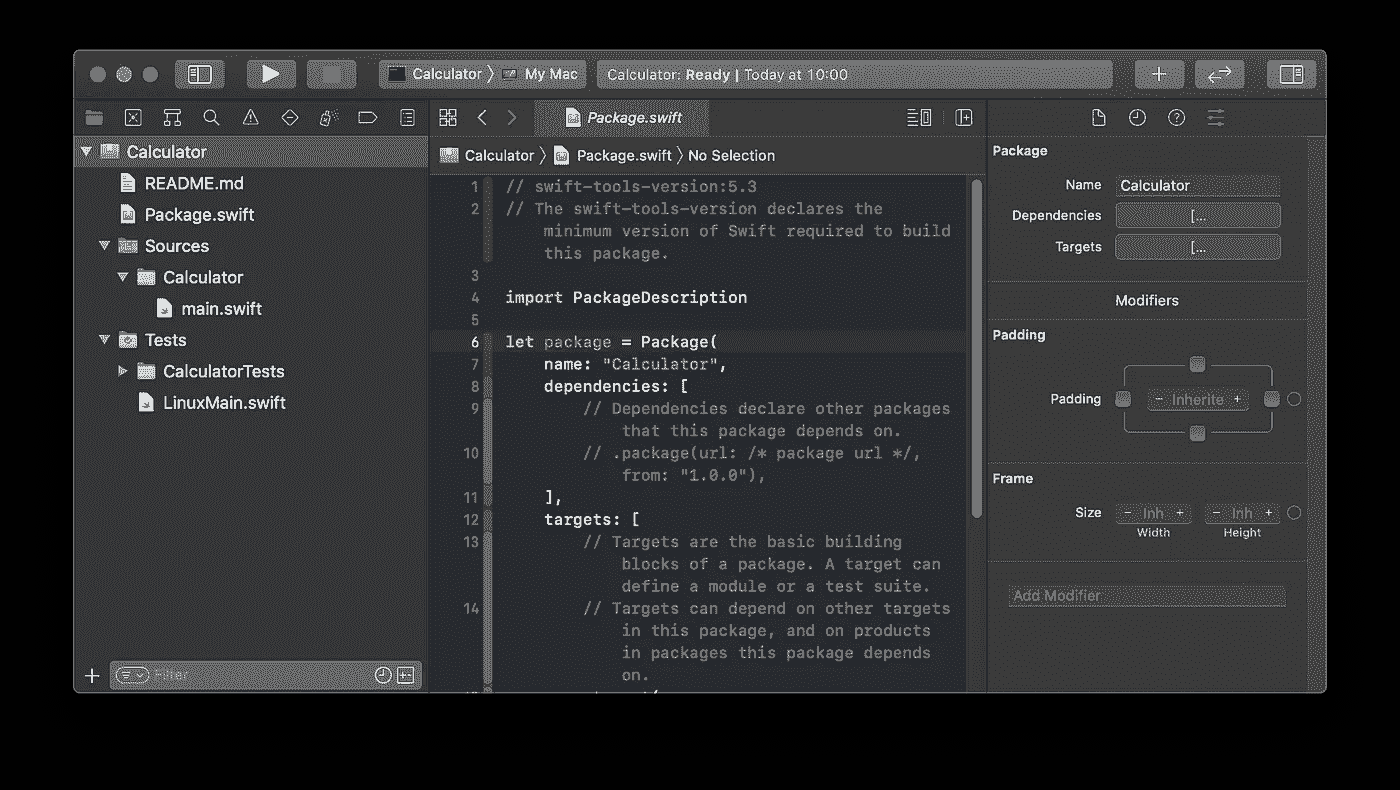 Calculator 〉 My Mac
Calculator: Ready | Today at 10:00
Package.swift
Calculator
README.md
Package.swift
Sources
Calculator
main.swift
Tests
CalculatorTests
LinuxMain.swift
Filter
Calculator 〉 Package.swift 〉 No Selection
1 // swift-tools-version:5.3
2 // The swift-tools-version declares the
minimum version of Swift required to build
this package.
3
4 import PackageDescription
5
6 let package = Package(
7 name: "Calculator",
8 dependencies: [
9 // Dependencies declare other packages
that this package depends on.
10 // .package(url: /* package url */,
from: "1.0.0"),
11 ],
12 targets: [
13 // Targets are the basic building
blocks of a package. A target can
define a module or a test suite.
14 // Targets can depend on other targets
in this package, and on products
in packages this package depends
on.
Package
Name Calculator
Dependencies [...
Targets [...
Modifiers
Padding
Padding - Inherite +
Frame
Size - Inh + - Inh +
Width Height
Add Modifier